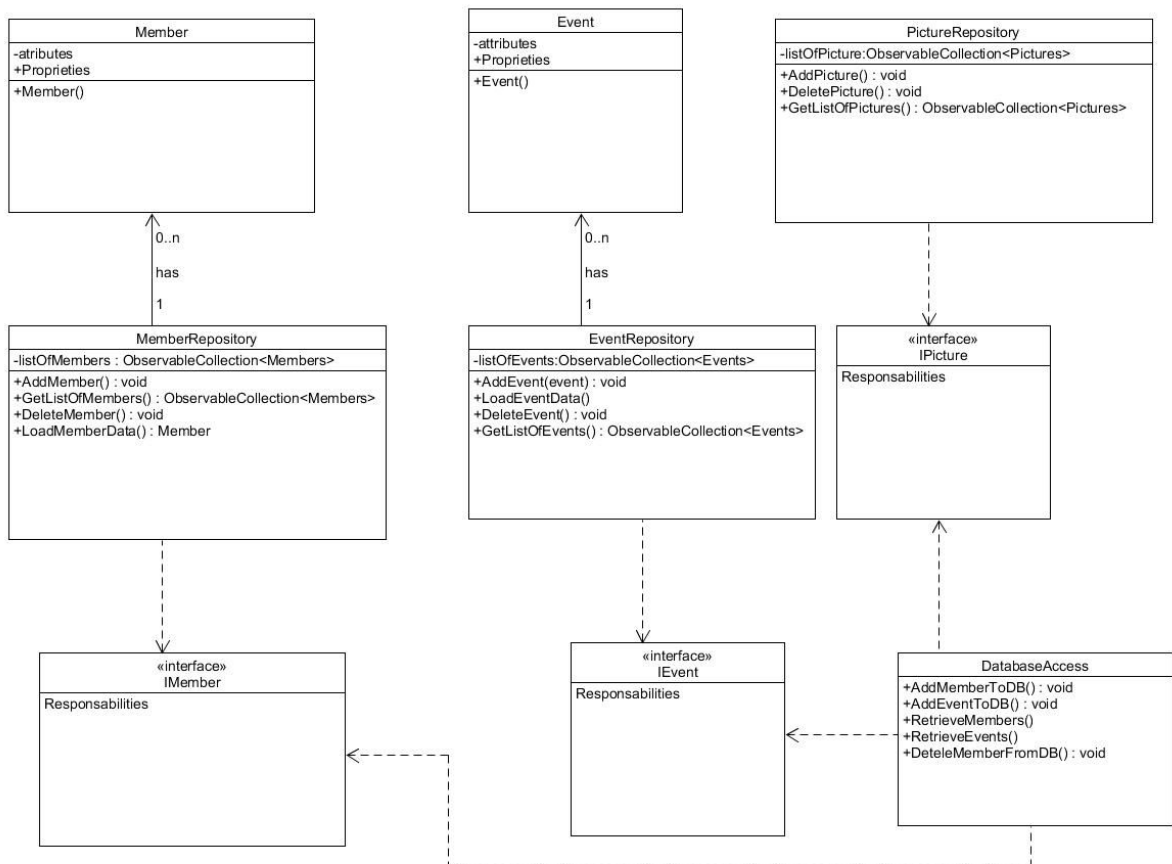 Member
-atributes
+Proprieties
+Member()
Event
-attributes
+Proprieties
+Event()
PictureRepository
-listOfPicture:ObservableCollection<Pictures>
+AddPicture() : void
+DeletePicture() : void
+GetListOfPictures() : ObservableCollection<Pictures>
0..n
has
1
0..n
has
1
MemberRepository
-listOfMembers : ObservableCollection<Members>
+AddMember() : void
+GetListOfMembers() : ObservableCollection<Members>
+DeleteMember() : void
+LoadMemberData() : Member
EventRepository
-listOfEvents:ObservableCollection<Events>
+AddEvent(event) : void
+LoadEventData()
+DeleteEvent() : void
+GetListOfEvents() : ObservableCollection<Events>
«interface»
IPicture
Responsabilities
«interface»
IMember
Responsabilities
«interface»
IEvent
Responsabilities
DatabaseAccess
+AddMemberToDB() : void
+AddEventToDB() : void
+RetrieveMembers()
+RetrieveEvents()
+DeteleMemberFromDB() : void